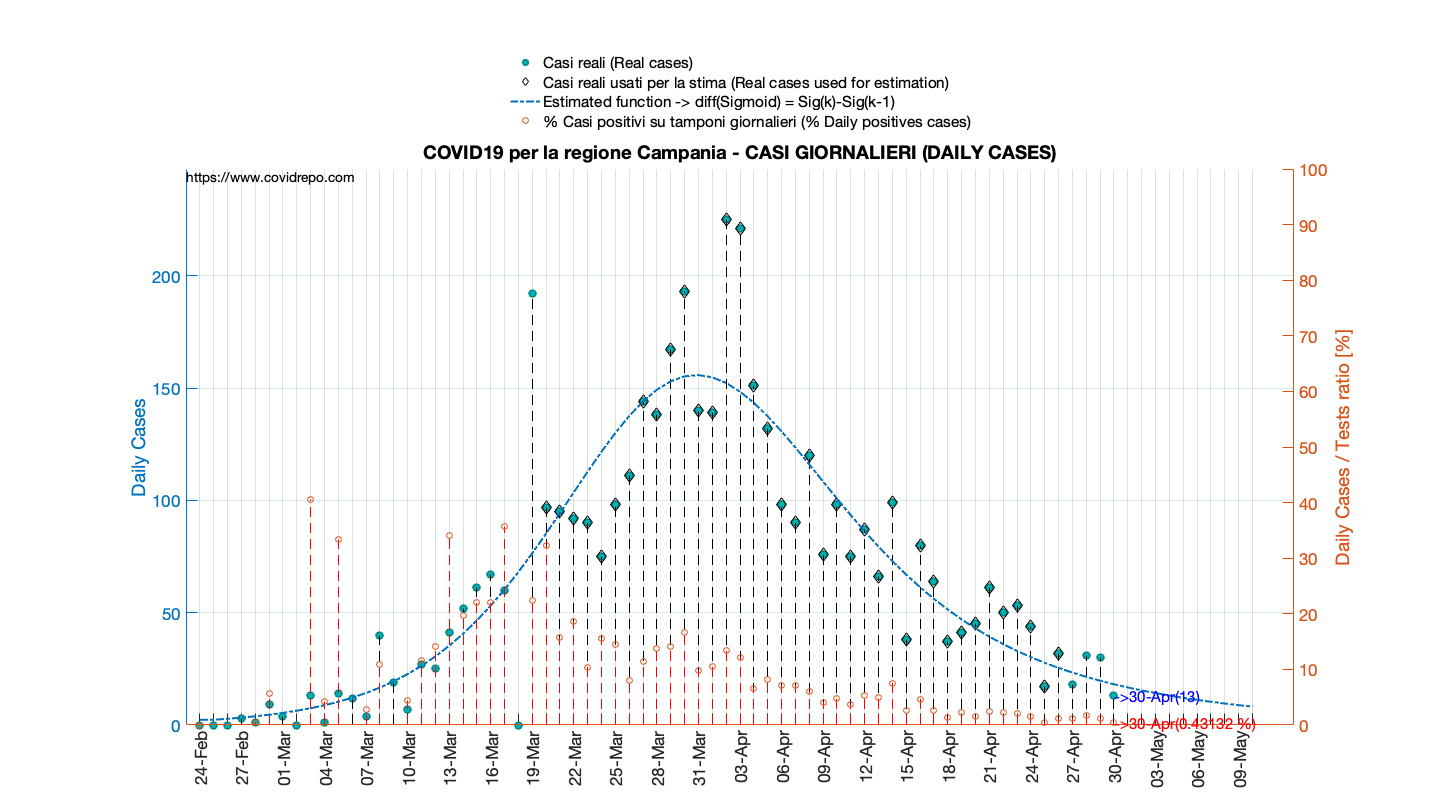 Casi reali (Real cases)
Casi reali usati per la stima (Real cases used for estimation)
Estimated function -> diff(Sigmoid) = Sig(k)-Sig(k-1)
% Casi positivi su tamponi giornalieri (% Daily positives cases)
COVID19 per la regione Campania - CASI GIORNALIERI (DAILY CASES)
https://www.covidrepo.com
Daily Cases
200
150
100
50
0
100
90
80
70
60
50
40
30
20
10
0
Daily Cases / Tests ratio [%]
->30-Apr(13)
->30-Apr(0.43132 %)
24-Feb
27-Feb
01-Mar
04-Mar
07-Mar
10-Mar
13-Mar
16-Mar
19-Mar
22-Mar
25-Mar
28-Mar
31-Mar
03-Apr
06-Apr
09-Apr
12-Apr
15-Apr
18-Apr
21-Apr
24-Apr
27-Apr
30-Apr
03-May
06-May
09-May